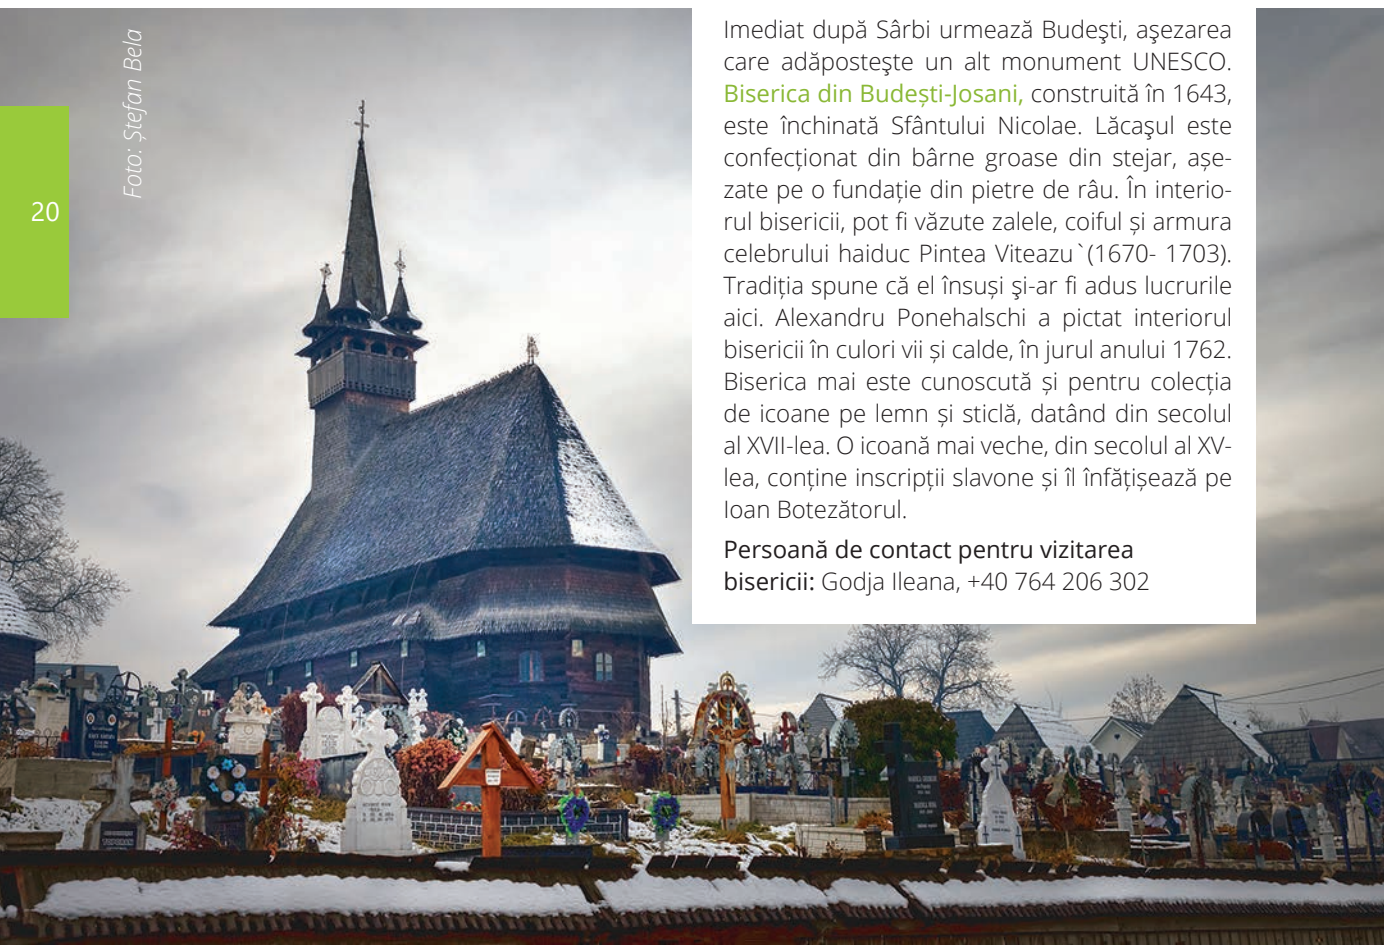 Foto: Ștefan Bela
20
Imediat după Sârbi urmează Budeşti, aşezarea
care adăposteşte un alt monument UNESCO.
Biserica din Budești-Josani, construită în 1643,
este închinată Sfântului Nicolae. Lăcaşul este
confecționat din bârne groase din stejar, așe-
zate pe o fundație din pietre de râu. În interio-
rul bisericii, pot fi văzute zalele, coiful și armura
celebrului haiduc Pintea Viteazu`(1670- 1703).
Tradiția spune că el însuși şi-ar fi adus lucrurile
aici. Alexandru Ponehalschi a pictat interiorul
bisericii în culori vii și calde, în jurul anului 1762.
Biserica mai este cunoscută și pentru colecția
de icoane pe lemn și sticlă, datând din secolul
al XVII-lea. O icoană mai veche, din secolul al XV-
lea, conține inscripții slavone și îl înfățișează pe
Ioan Botezătorul.
Persoană de contact pentru vizitarea
bisericii: Godja Ileana, +40 764 206 302